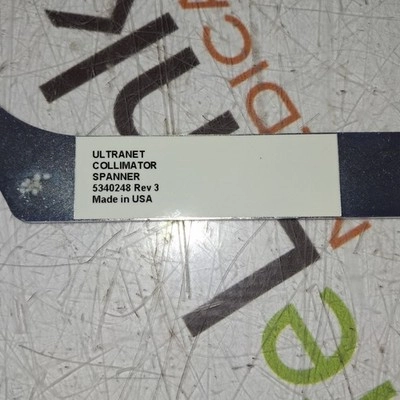 ULTRANET
COLLIMATOR
SPANNER
5340248 Rev 3
Made in USA